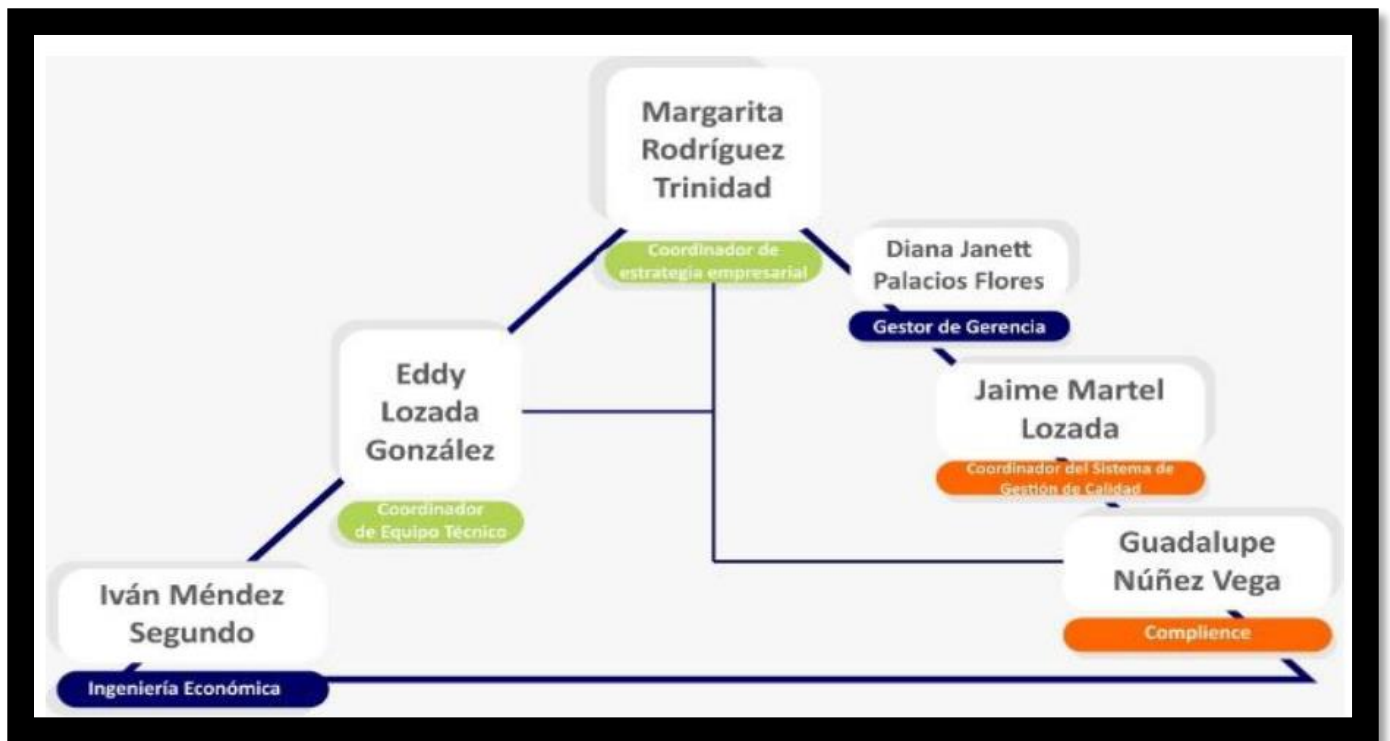 Margarita
Rodríguez
Trinidad
Coordinador de
estrategia empresarial
Diana Janett
Palacios Flores
Gestor de Gerencia
Eddy
Lozada
González
Coordinador
de Equipo Técnico
Jaime Martel
Lozada
Coordinador del Sistema de
Gestión de Calidad
Guadalupe
Núñez Vega
Complience
Iván Méndez
Segundo
Ingeniería Económica